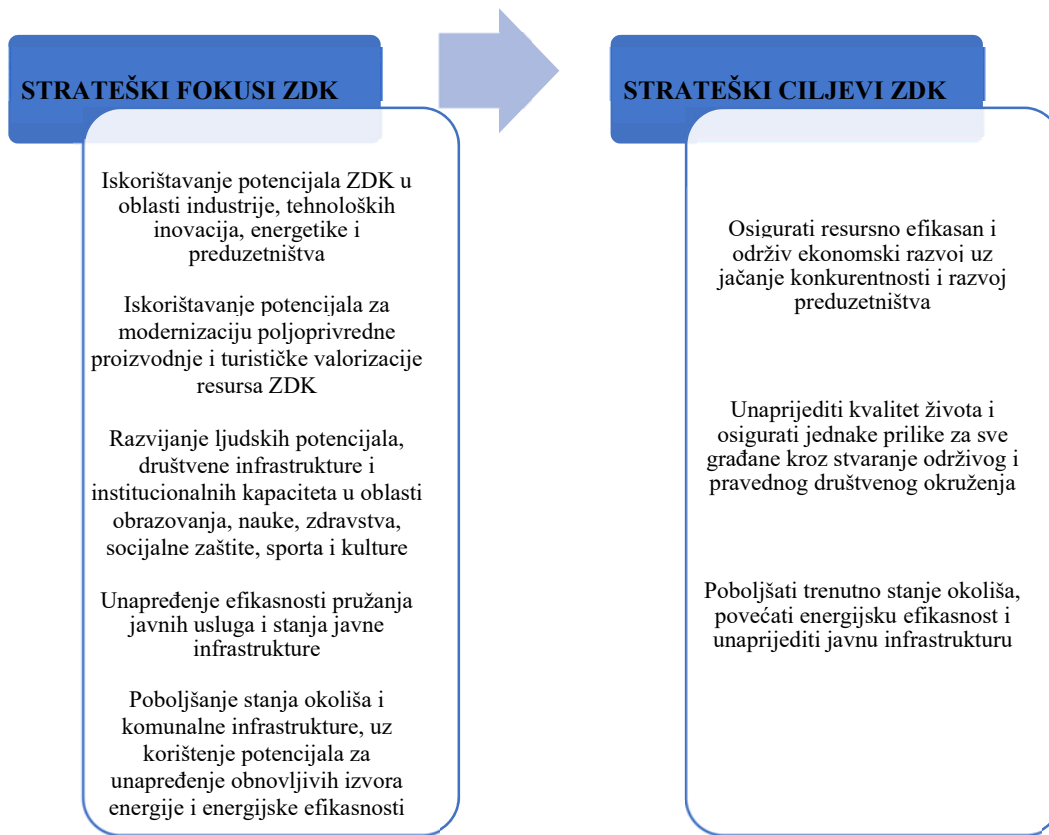 STRATEŠKI FOKUSI ZDK
Iskorištavanje potencijala ZDK u
oblasti industrije, tehnoloških
inovacija, energetike i
preduzetništva
Iskorištavanje potencijala za
modernizaciju poljoprivredne
proizvodnje i turističke valorizacije
resursa ZDK
Razvijanje ljudskih potencijala,
društvene infrastrukture i
institucionalnih kapaciteta u oblasti
obrazovanja, nauke, zdravstva,
socijalne zaštite, sporta i kulture
Unapređenje efikasnosti pružanja
javnih usluga i stanja javne
infrastrukture
Poboljšanje stanja okoliša i
komunalne infrastrukture, uz
korištenje potencijala za
unapređenje obnovljivih izvora
energije i energijske efikasnosti
STRATEŠKI CILJEVI ZDK
Osigurati resursno efikasan i
održiv ekonomski razvoj uz
jačanje konkurentnosti i razvoj
preduzetništva
Unaprijediti kvalitet života i
osigurati jednake prilike za sve
građane kroz stvaranje održivog i
pravednog društvenog okruženja
Poboljšati trenutno stanje okoliša,
povećati energijsku efikasnost i
unaprijediti javnu infrastrukturu